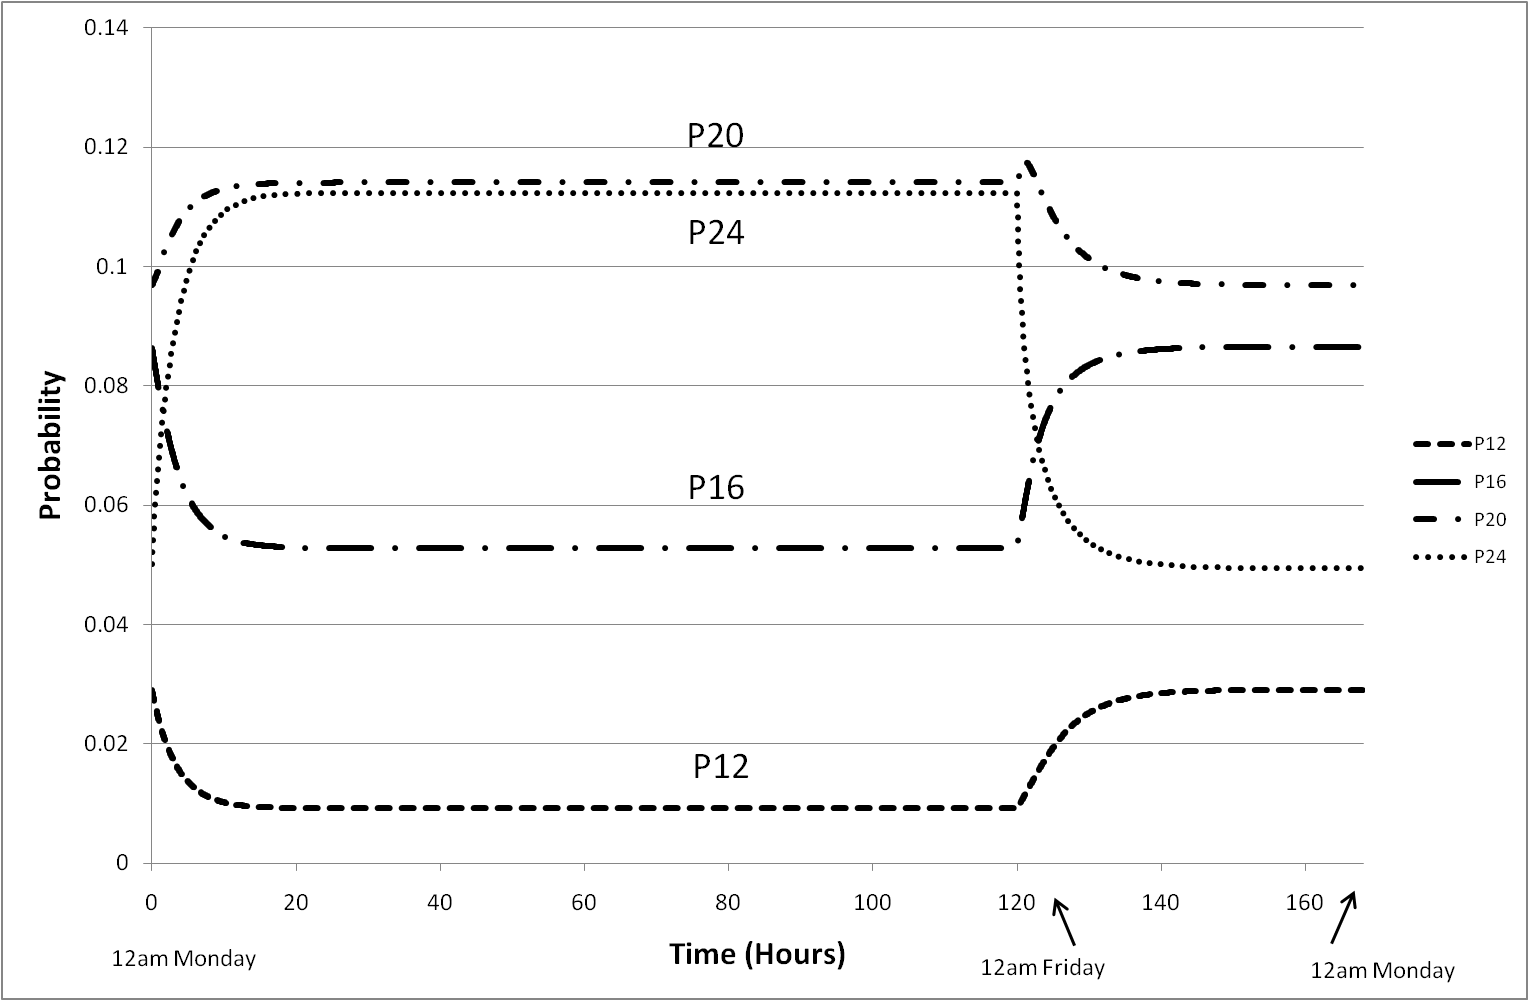 0.14
0.12
0.1
0.08
0.06
0.04
0.02
0
Probability
P20
P24
P16
P12
P12
P16
P20
P24
0 20 40 60 80 100 120 140 160
Time (Hours)
12am Monday
12am Friday
12am Monday